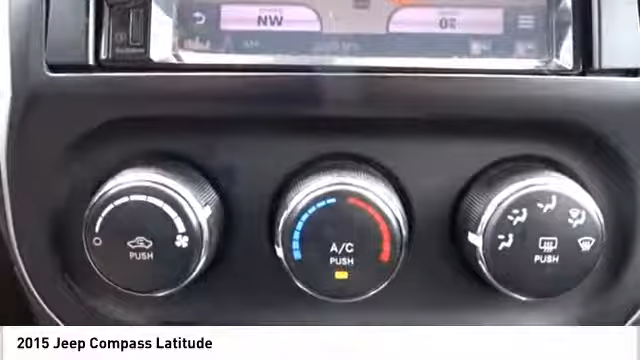 NW
PUSH
A/C
PUSH
PUSH
2015 Jeep Compass Latitude